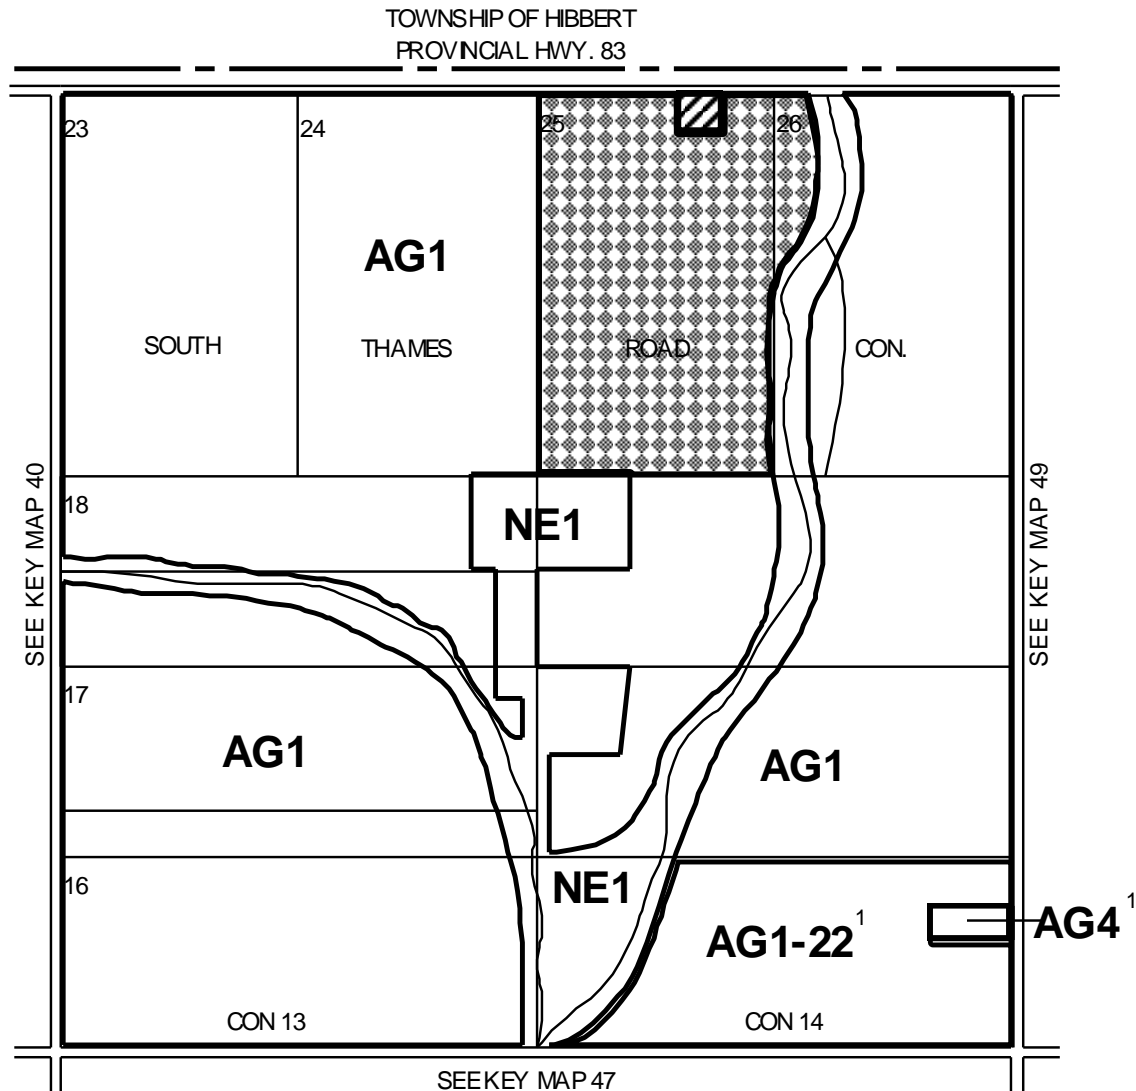 TOWNSHIP OF HIBBERT
PROVINCIAL HWY. 83
23
24
25
26
AG1
SOUTH
THAMES
ROAD
CON.
SEE KEY MAP 40
18
NE1
SEE KEY MAP 49
17
AG1
AG1
16
NE1
AG1-22 1
AG4 1
CON 13
CON 14
SEE KEY MAP 47